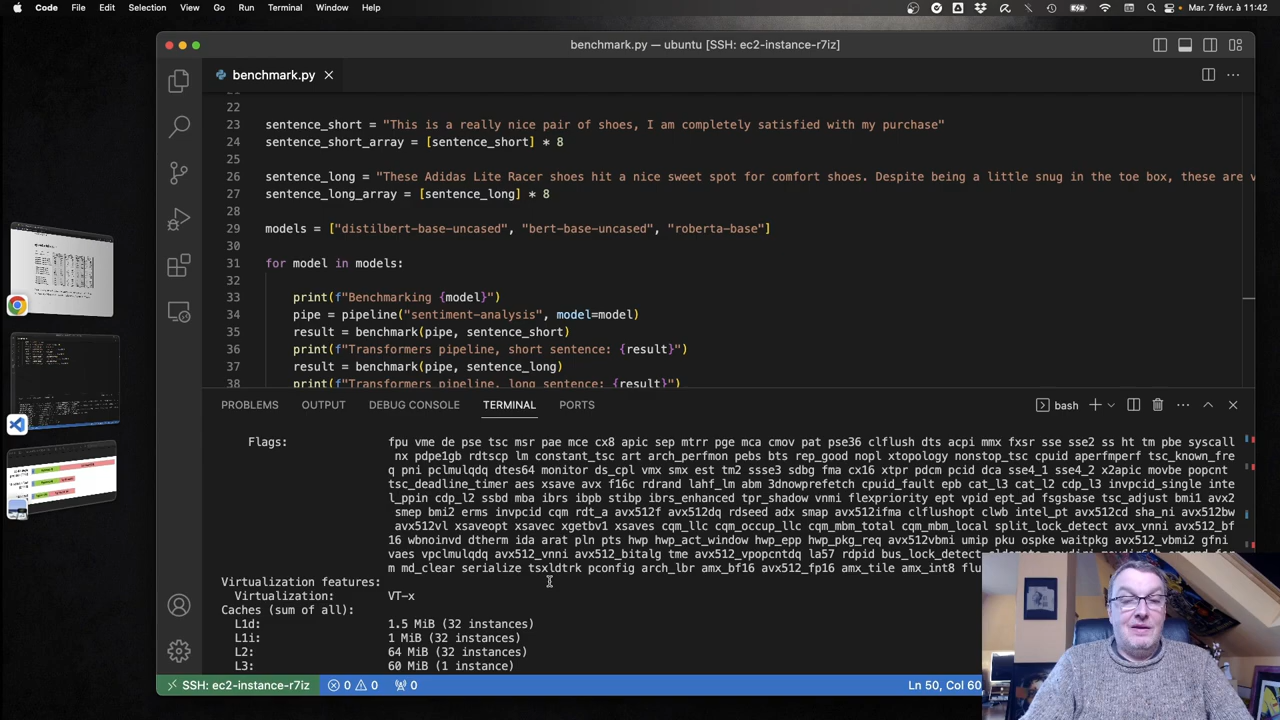 Code File Edit Selection View Go Run Terminal Window Help Mar. 7 févr à 11:42
benchmark.py — ubuntu [SSH: ec2-instance-r7iz]
benchmark.py
22
23 sentence_short = "This is a really nice pair of shoes, I am completely satisfied with my purchase"
24 sentence_short_array = [sentence_short] * 8
25
26 sentence_long = "These Adidas Lite Racer shoes hit a nice sweet spot for comfort shoes. Despite being a little snug in the toe box, these are v
27 sentence_long_array = [sentence_long] * 8
28
29 models = ["distilbert-base-uncased", "bert-base-uncased", "roberta-base"]
30
31 for model in models:
32
33 print(f"Benchmarking {model}")
34 pipe = pipeline("sentiment-analysis", model=model)
35 result = benchmark(pipe, sentence_short)
36 print(f"Transformers pipeline, short sentence: {result}")
37 result = benchmark(pipe, sentence_long)
38 print(f"Transformers pipeline, long sentence: {result}")
PROBLEMS OUTPUT DEBUG CONSOLE TERMINAL PORTS bash
Flags: fpu vme de pse tsc msr pae mce cx8 apic sep mtrr pge mca cmov pat pse36 clflush dts acpi mmx fxsr sse sse2 ss ht tm pbe syscall
nx pdpe1gb rdtscp lm constant_tsc art arch_perfmon pebs bts rep_good nopl xtopology nonstop_tsc cpuid aperfmperf tsc_known_fre
q pni pclmulqdq dtes64 monitor ds_cpl vmx smx est tm2 ssse3 sdbg fma cx16 xtpr pdcm pcid dca sse4_1 sse4_2 x2apic movbe popcnt
tsc_deadline_timer aes xsave avx f16c rdrand lahf_lm abm 3dnowprefetch cpuid_fault epb cat_l3 cat_l2 cdp_l3 invpcid_single intel
_ppin cdp_l2 ssbd mba ibrs ibpb stibp ibrs_enhanced tpr_shadow vnmi flexpriority ept vpid ept_ad fsgsbase tsc_adjust bmi1 avx2
smep bmi2 erms invpcid cqm rdt_a avx512f avx512dq rdseed adx smap avx512ifma clflushopt clwb intel_pt avx512cd sha_ni avx512bw
avx512vl xsaveopt xsavec xgetbv1 xsaves cqm_llc cqm_occup_llc cqm_mbm_total cqm_mbm_local split_lock_detect avx_vnni avx512_bf
16 wbnoinvd dtherm ida arat pln pts hwp hwp_act_window hwp_epp hwp_pkg_req avx512vbmi umip pku ospke waitpkg avx512_vbmi2 gfni
vaes vpclmulqdq avx512_vnni avx512_bitalg tme avx512_vpopcntdq la57 rdpid bus_lock_detect
m md_clear serialize tsxldtrk pconfig arch_lbr amx_bf16 avx512_fp16 amx_tile amx_int8 flu
Virtualization features:
Virtualization: VT-x
Caches (sum of all):
L1d: 1.5 MiB (32 instances)
L1i: 1 MiB (32 instances)
L2: 64 MiB (32 instances)
L3: 60 MiB (1 instance)
SSH: ec2-instance-r7iz 0 0 0 Ln 50, Col 60